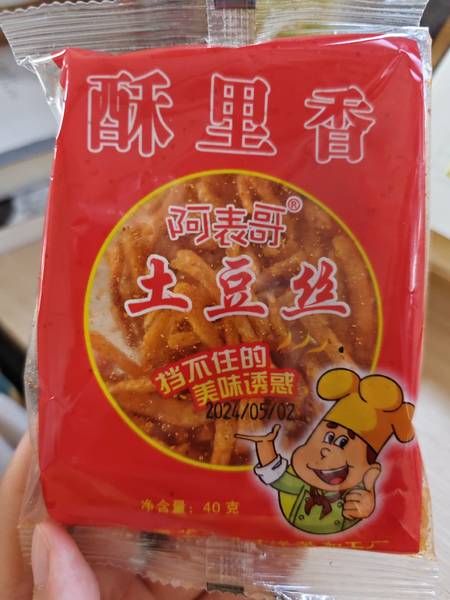 酥里香
阿表哥®
土豆丝
挡不住的
美味诱惑
2024/05/02
净含量：40克